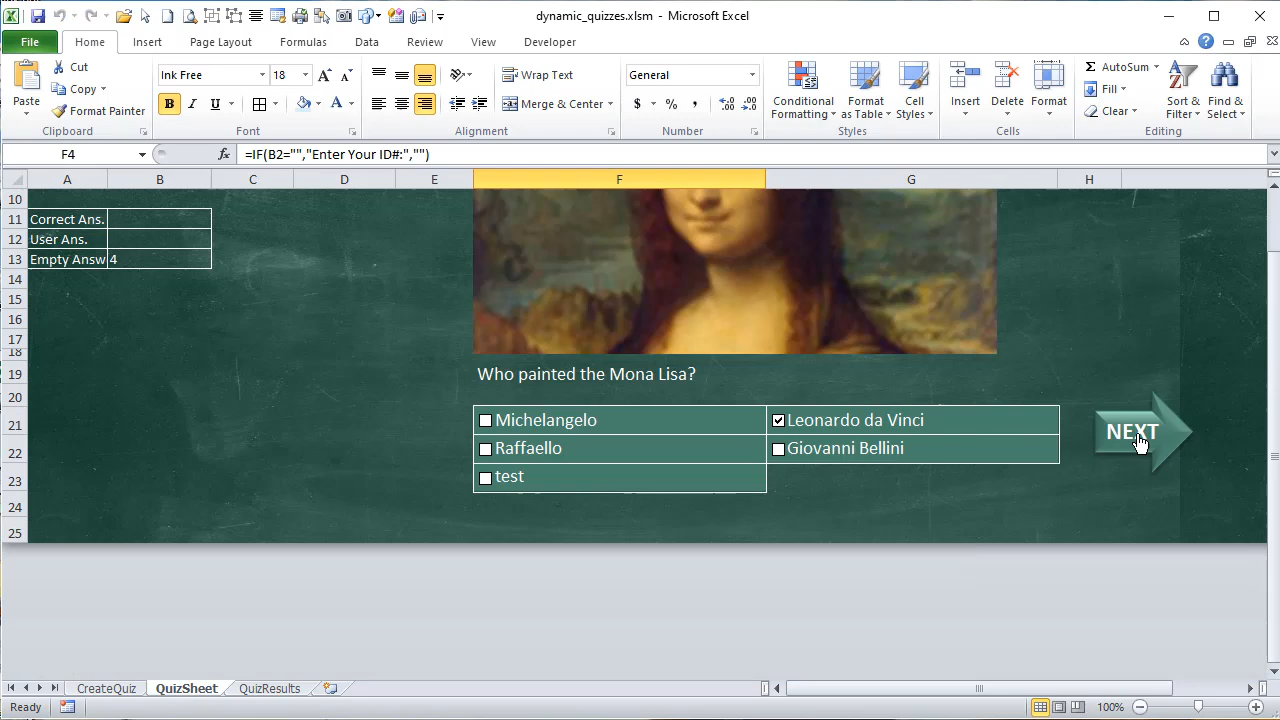 dynamic_quizzes.xlsm - Microsoft Excel
File Home Insert Page Layout Formulas Data Review View Developer
Paste
Cut
Copy
Format Painter
Clipboard
Ink Free 18
B I U A
Font
Wrap Text
Merge & Center
Alignment
General
$ % ,
Number
Conditional Formatting
Format as Table
Cell Styles
Styles
Insert
Delete
Format
Cells
AutoSum
Fill
Clear
Sort & Filter
Find & Select
Editing
F4 fx =IF(B2="","Enter Your ID#:","")
A B C D E F G H
10
11 Correct Ans.
12 User Ans.
13 Empty Answ 4
14
15
16
17
18
19 Who painted the Mona Lisa?
20
21 Michelangelo Leonardo da Vinci
NEXT
22 Raffaello Giovanni Bellini
23 test
24
25
CreateQuiz QuizSheet QuizResults
Ready 100%